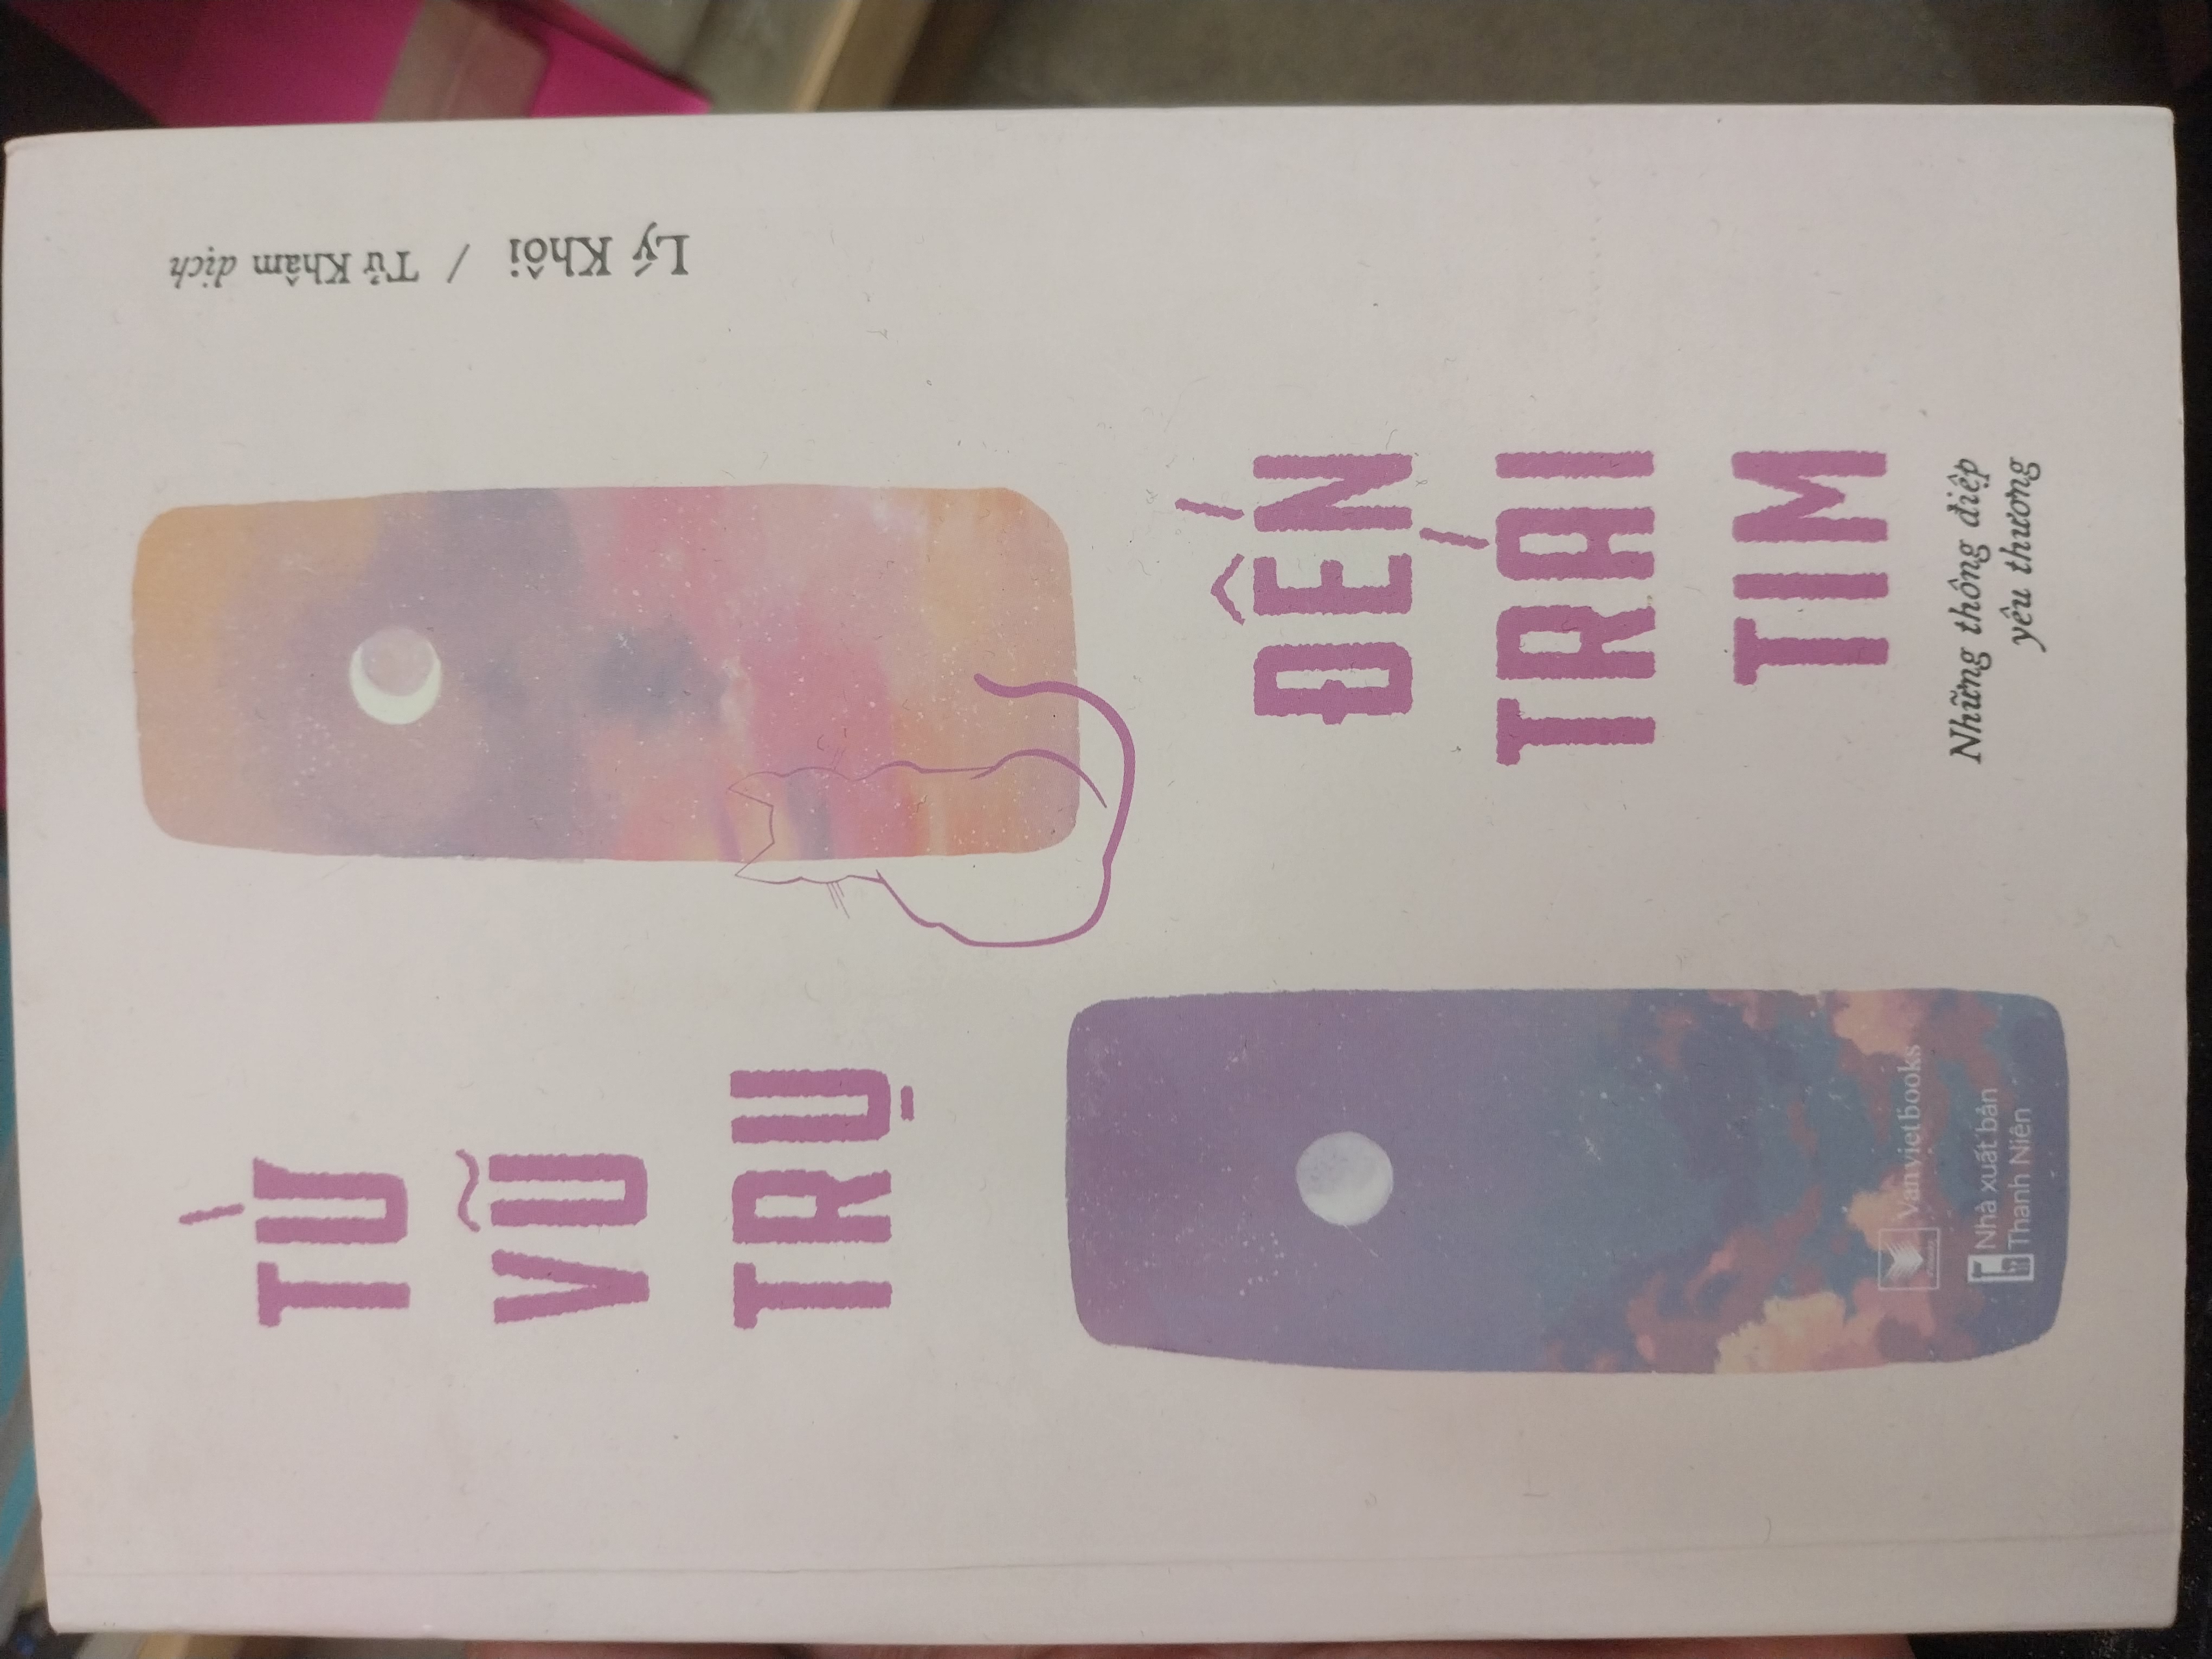 TỪ
VŨ
TRỤ
Lý Khôi / Tử Khâm dịch
ĐẾN
TRÁI
TIM
Những thông điệp
yêu thương
Vanvietbooks
Nhà xuất bản
Thanh Niên